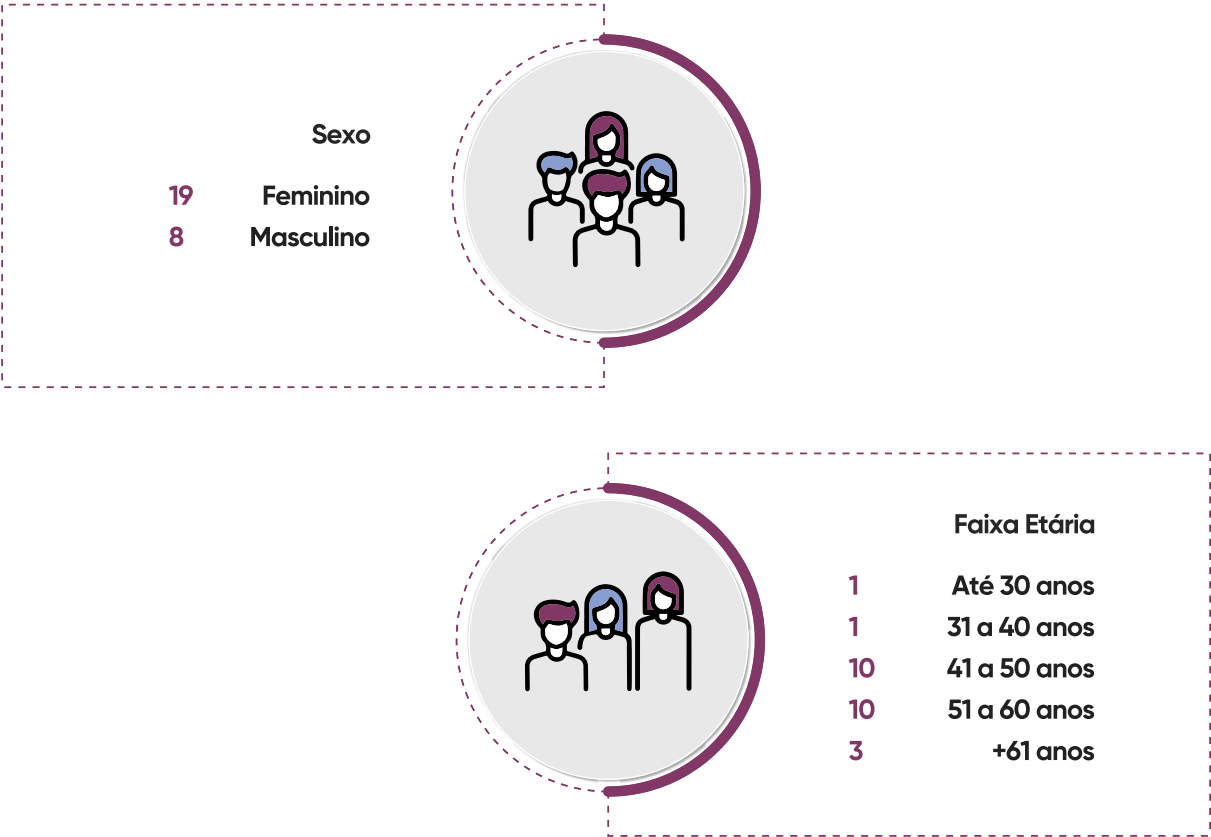 Sexo
19 Feminino
8 Masculino
Faixa Etária
1 Até 30 anos
1 31 a 40 anos
10 41 a 50 anos
10 51 a 60 anos
3 +61 anos